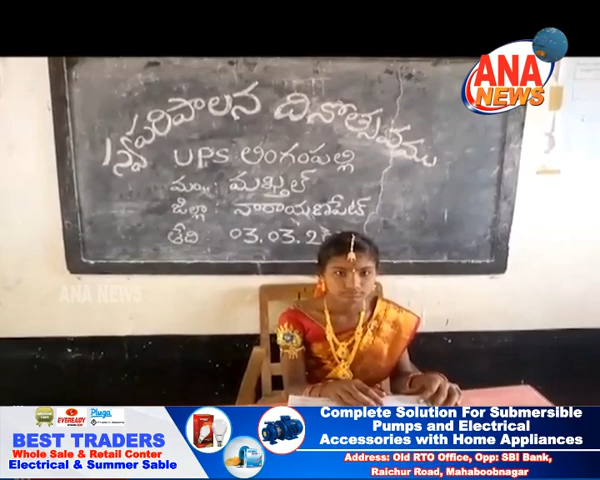 ANA
NEWS
స్వపరిపాలన దినోత్సవము
UPS లింగంపల్లి
మం,, : మక్తల్
జిల్లా : నారాయణపేట్
తేది : 03.03.2
ANA NEWS
EVEREADY
Pluga
BEST TRADERS
Whole Sale & Retail Conter
Electrical & Summer Sable
Complete Solution For Submersible
Pumps and Electrical
Accessories with Home Appliances
Address: Old RTO Office, Opp: SBI Bank,
Raichur Road, Mahaboobnagar